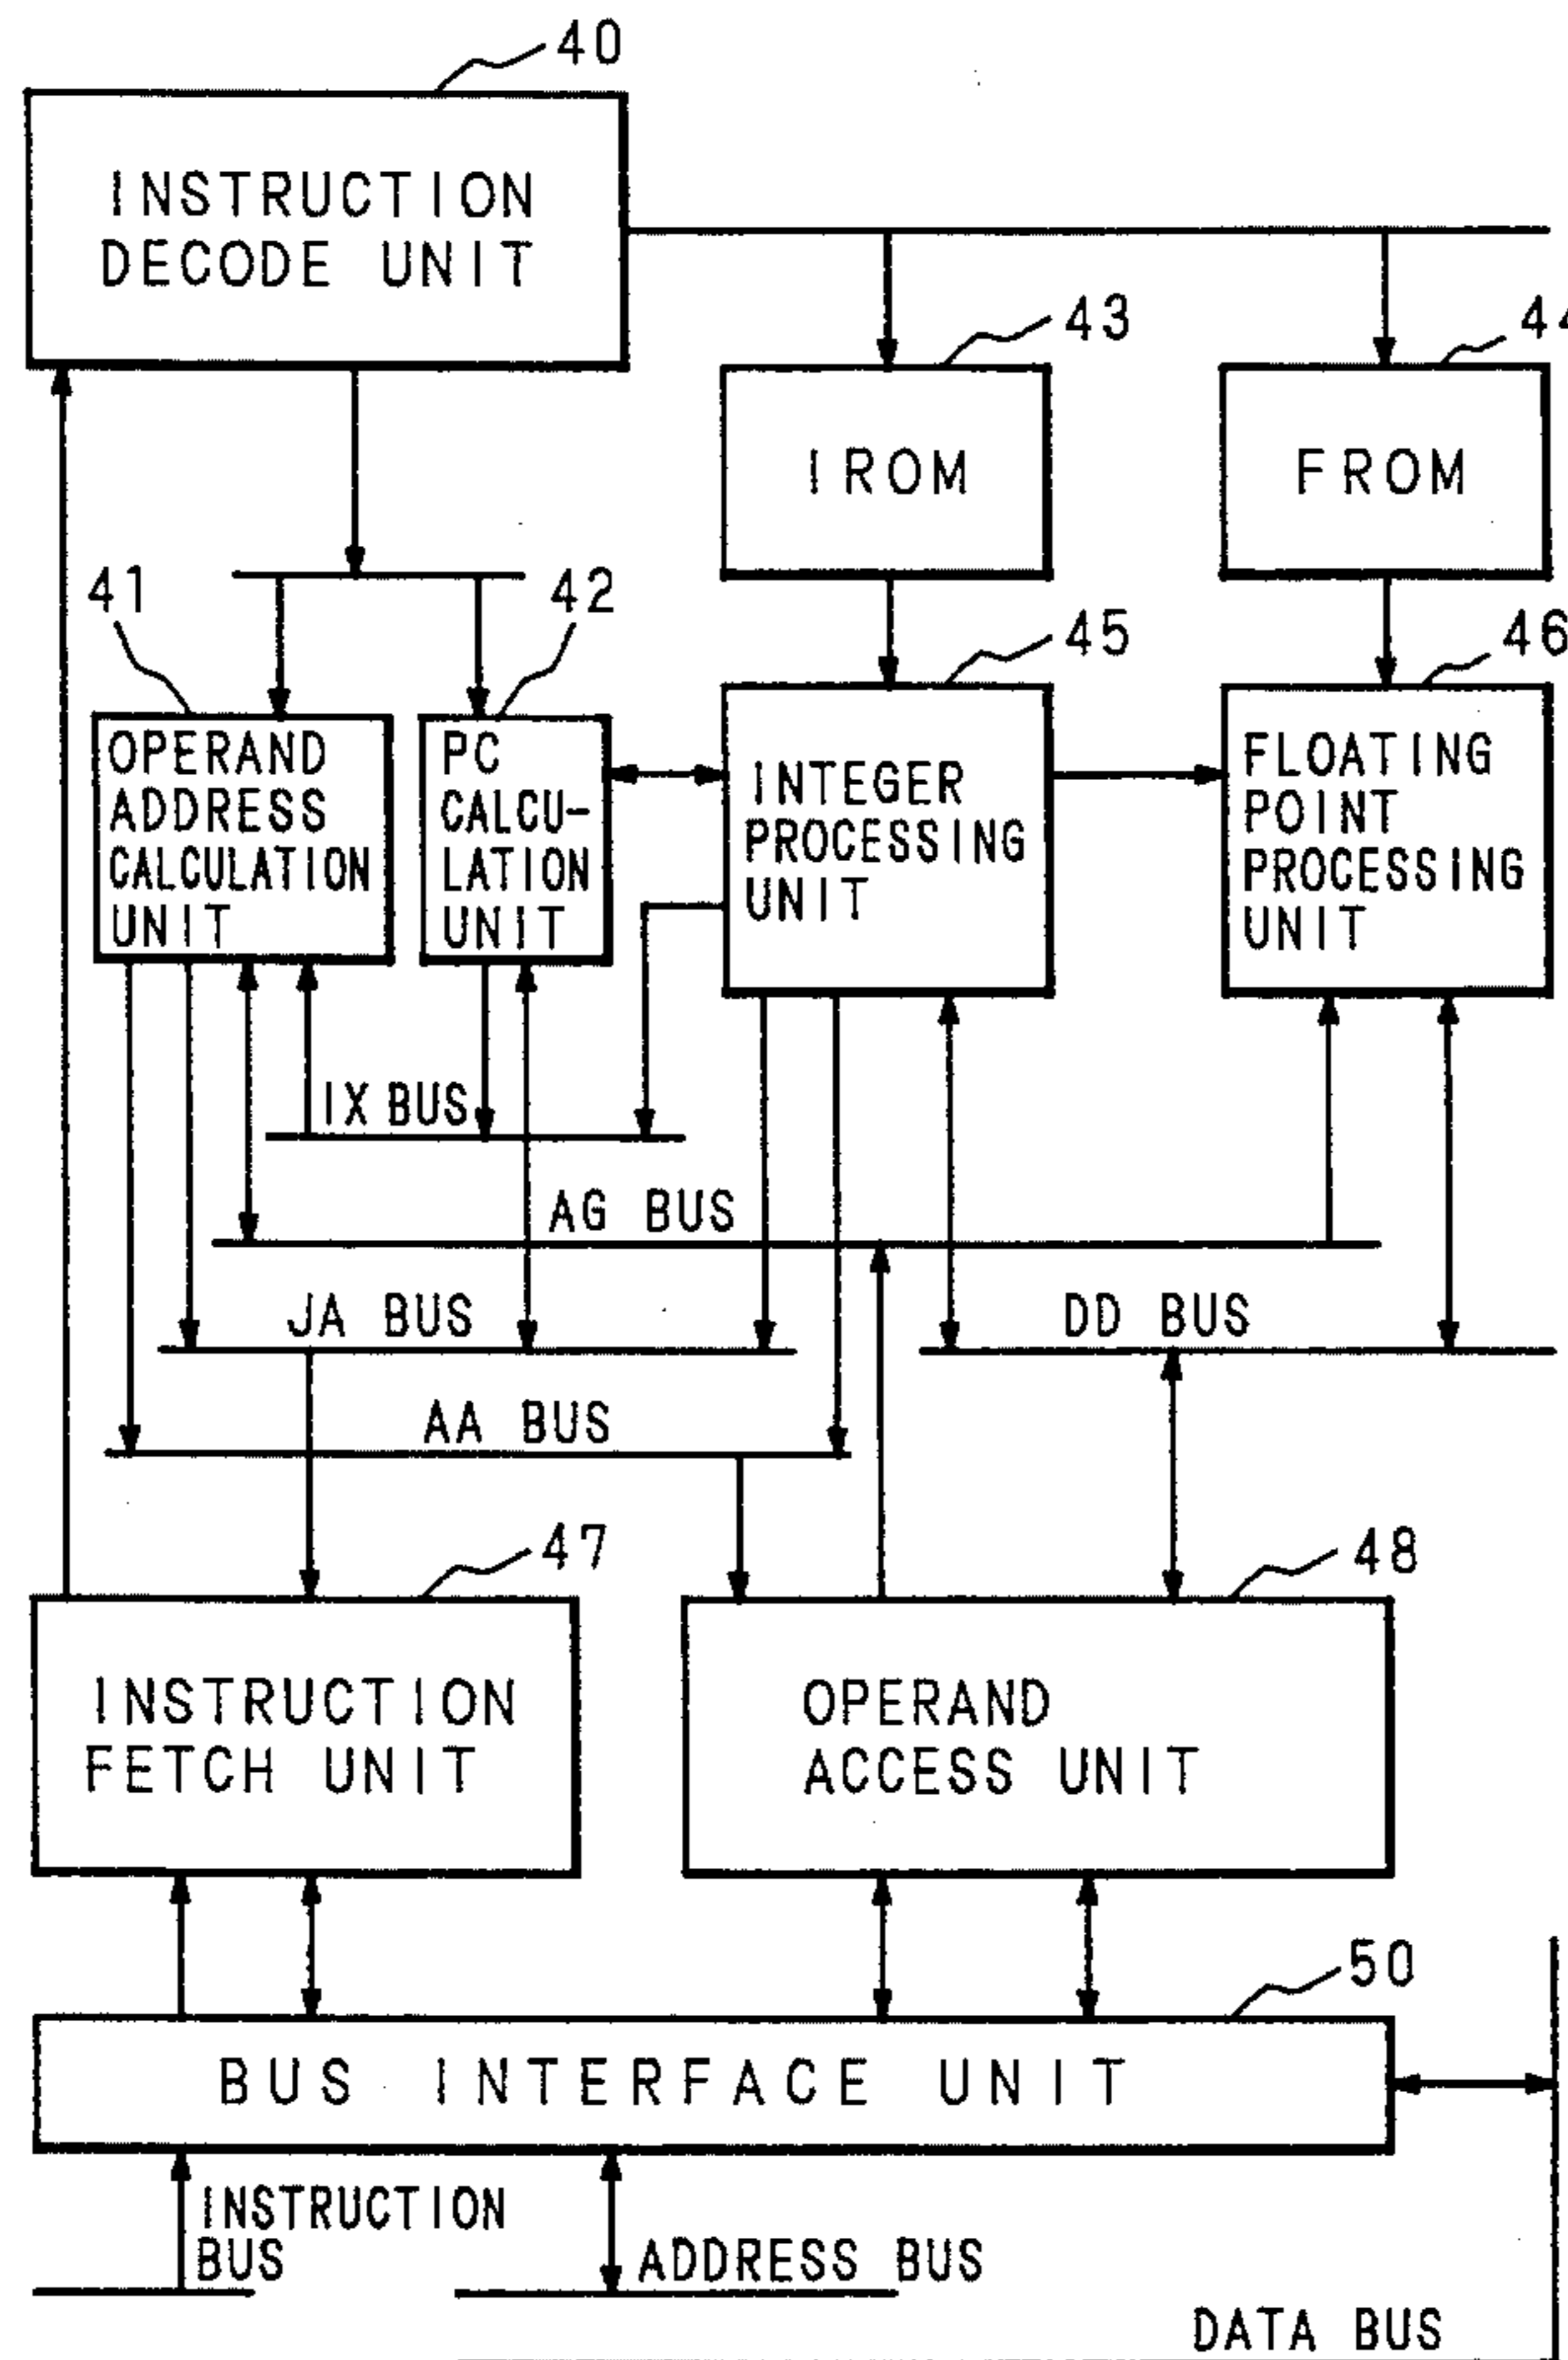 40
INSTRUCTION
DECODE UNIT
43
44
IROM
FROM
41
42
45
46
OPERAND
ADDRESS
CALCULATION
UNIT
PC
CALCU-
LATION
UNIT
INTEGER
PROCESSING
UNIT
FLOATING
POINT
PROCESSING
UNIT
IX BUS
AG BUS
JA BUS
DD BUS
AA BUS
47
48
INSTRUCTION
FETCH UNIT
OPERAND
ACCESS UNIT
50
BUS INTERFACE UNIT
INSTRUCTION
BUS
ADDRESS BUS
DATA BUS